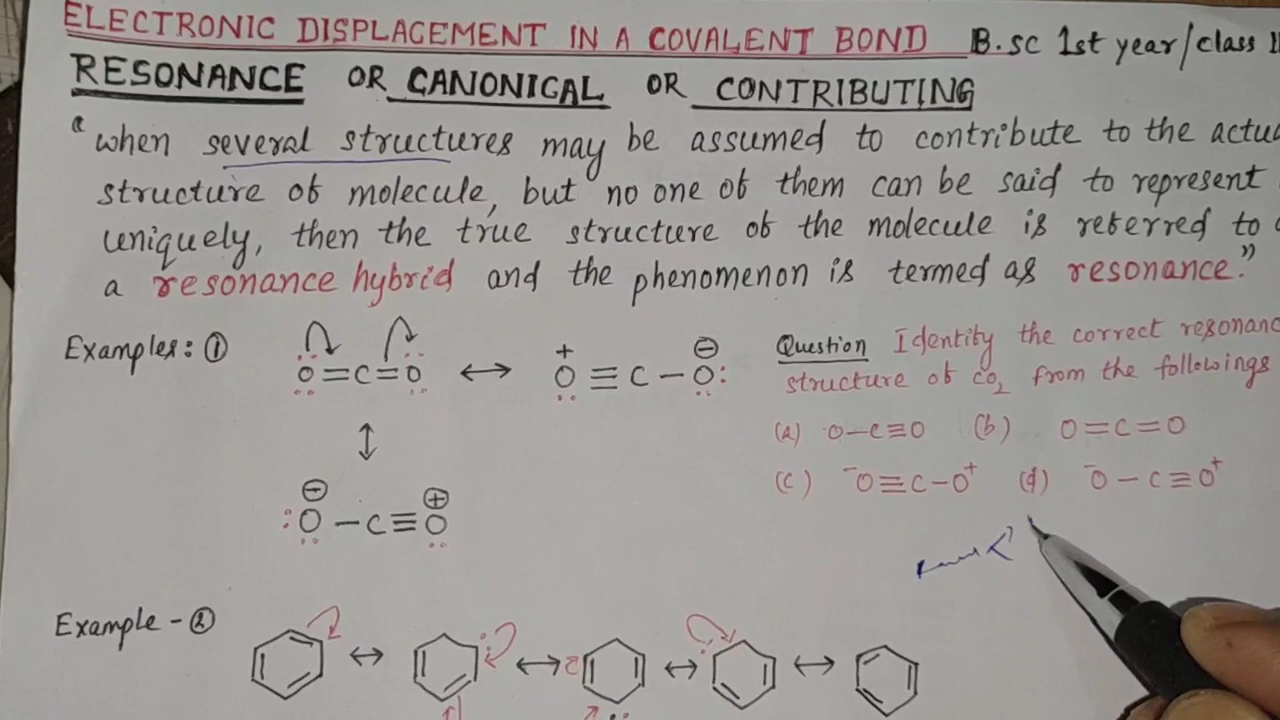 ELECTRONIC DISPLACEMENT IN A COVALENT BOND B.sc 1st year/class
RESONANCE OR CANONICAL OR CONTRIBUTING
"when several structures may be assumed to contribute to the
structure of molecule, but no one of them can be said to represent
uniquely, then the true structure of the molecule is referred to
a resonance hybrid and the phenomenon is termed as resonance."
Examples: ①
O=C=O ↔ O⁺≡C-O⊖
↕
⊖O-C≡O⊕
Question Identity the correct
structure of CO₂ from the followings
(a) O-C≡O (b) O=C=O
(c) ⁻O≡C-O⁺ (d) ⁻O-C≡O⁺
Example-②
↔ ↔ ↔ ↔